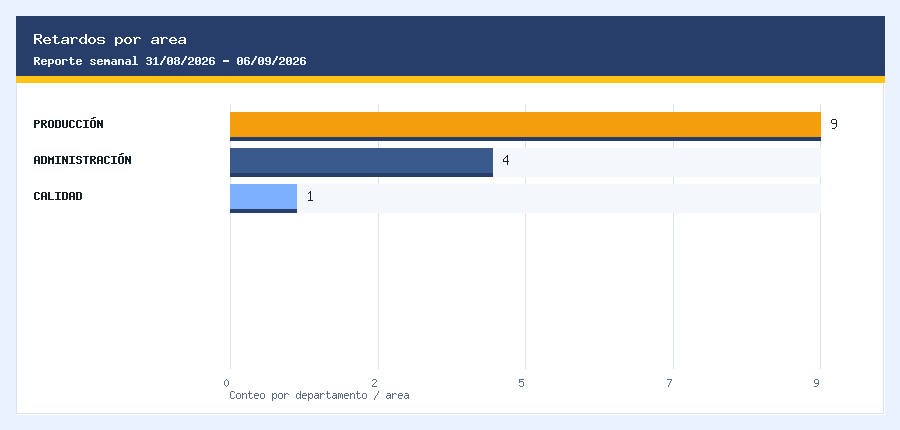 Retardos por area
Reporte semanal 31/08/2026 - 06/09/2026
PRODUCCIÓN 9
ADMINISTRACIÓN 4
CALIDAD 1
0 2 5 7 9
Conteo por departamento / area